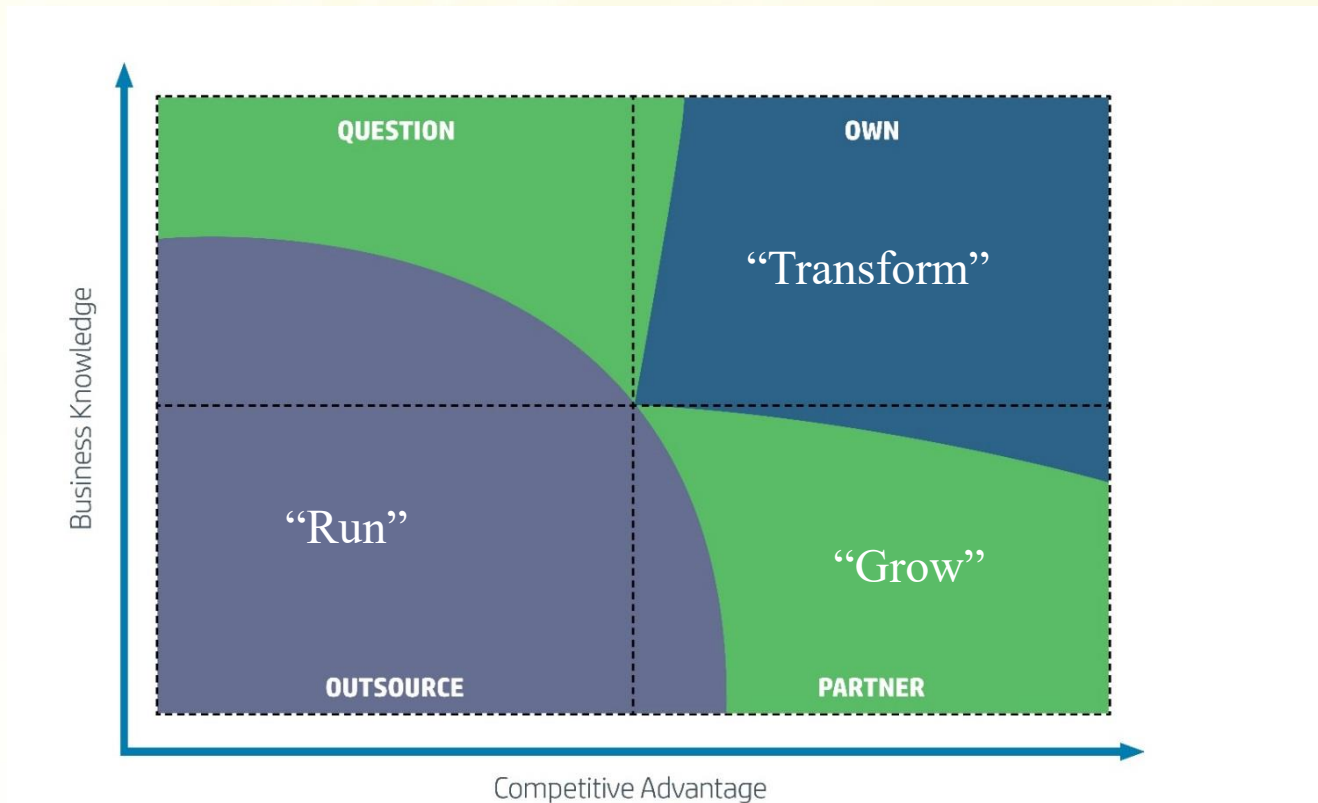 QUESTION
OWN
“Transform”
Business Knowledge
“Run”
“Grow”
OUTSOURCE
PARTNER
Competitive Advantage